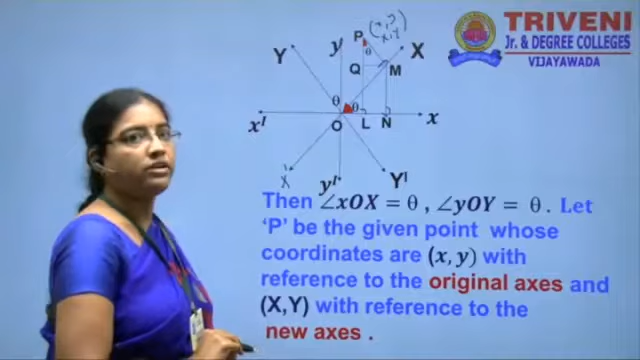 TRIVENI
Jr. & DEGREE COLLEGES
VIJAYAWADA
P (x, y)
X, Y
Y
y
θ
X
Q
M
θ
θ
x'
O
L
N
x
X'
y'
Y'
Then ∠xOX = θ , ∠yOY = θ . Let
'P' be the given point whose
coordinates are (x, y) with
reference to the original axes and
(X,Y) with reference to the
new axes .